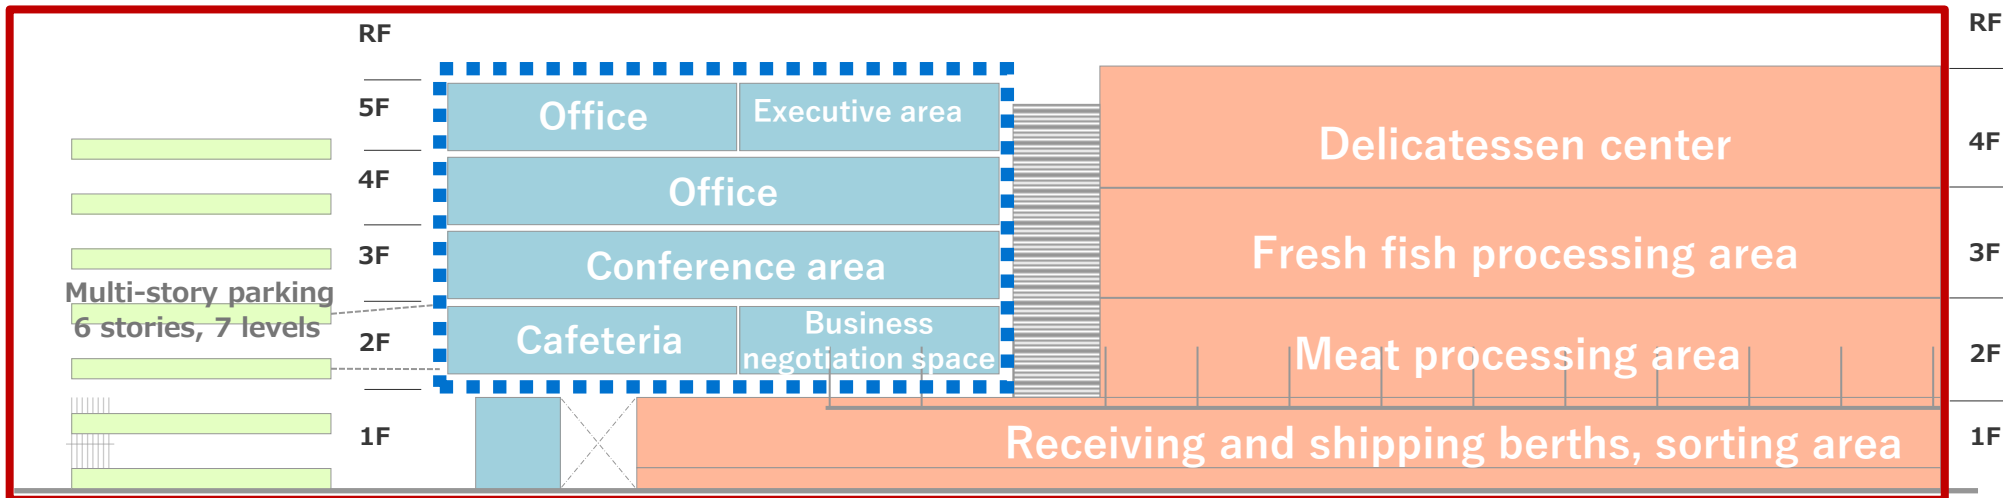 RF
5F
4F
3F
2F
1F
Multi-story parking
6 stories, 7 levels
Office
Executive area
Office
Conference area
Cafeteria
Business
negotiation space
Delicatessen center
Fresh fish processing area
Meat processing area
Receiving and shipping berths, sorting area
RF
4F
3F
2F
1F